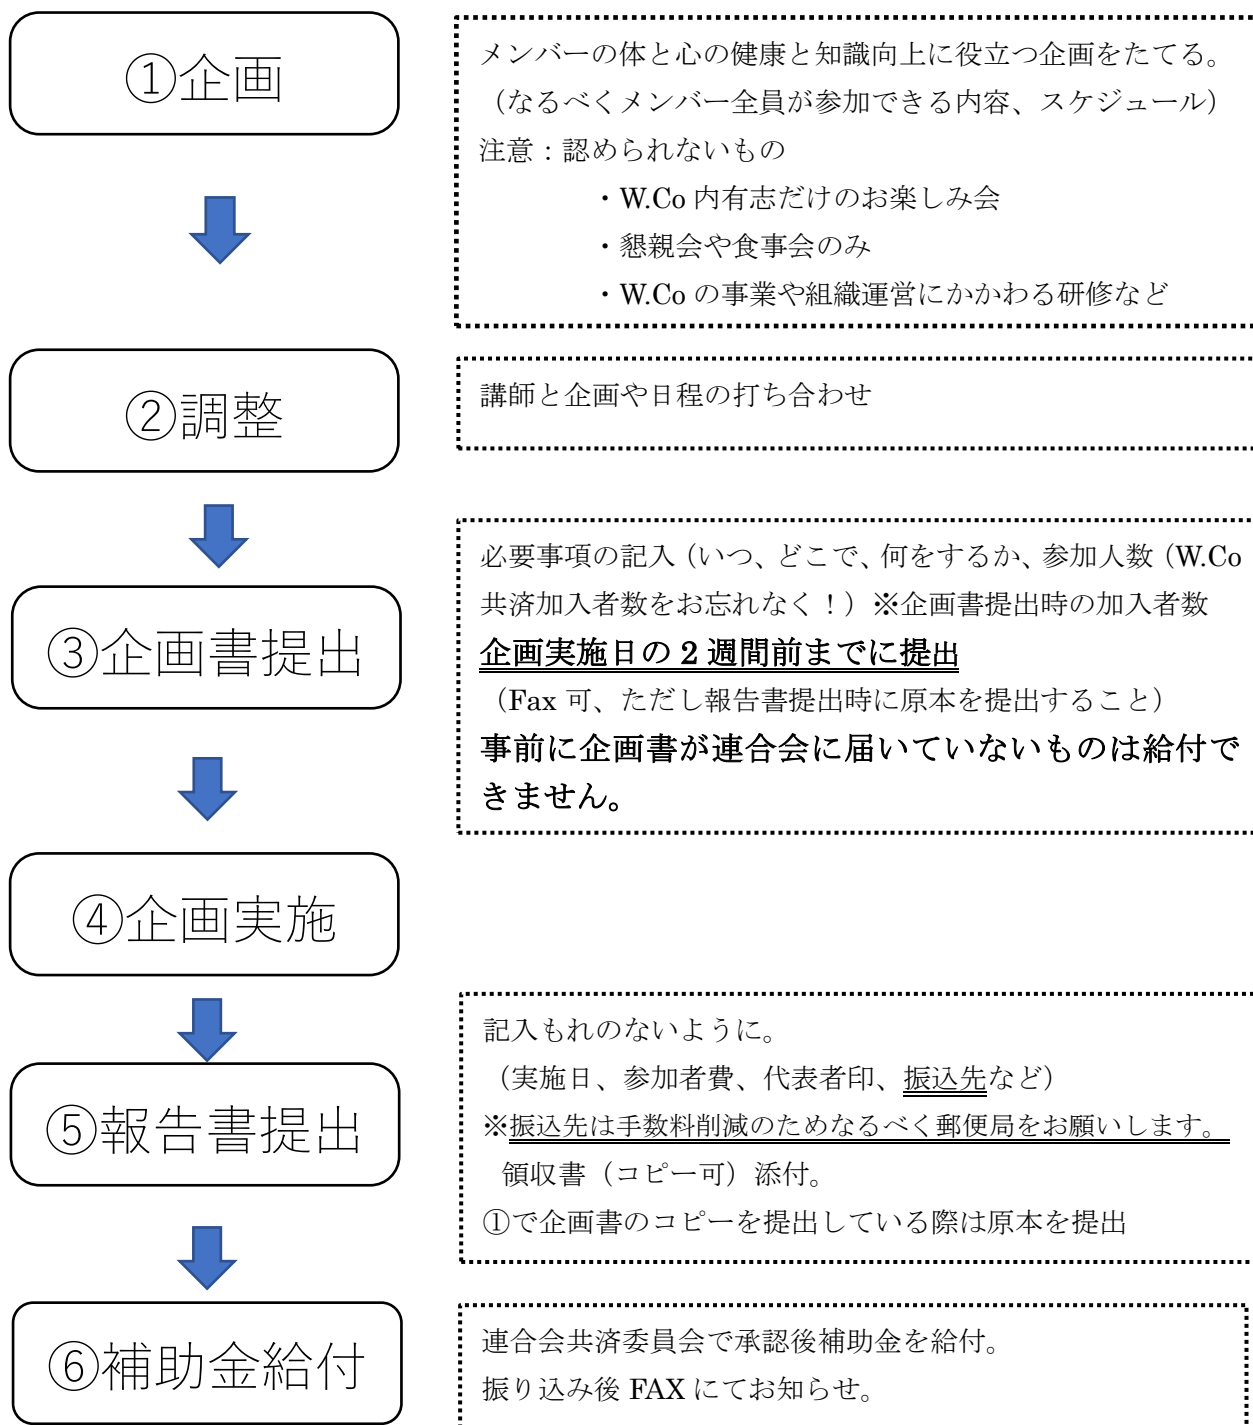 ①企画
メンバーの体と心の健康と知識向上に役立つ企画をたてる。
（なるべくメンバー全員が参加できる内容、スケジュール）
注意：認められないもの
・W.Co 内有志だけのお楽しみ会
・懇親会や食事会のみ
・W.Co の事業や組織運営にかかわる研修など
②調整
講師と企画や日程の打ち合わせ
③企画書提出
必要事項の記入（いつ、どこで、何をするか、参加人数（W.Co
共済加入者数をお忘れなく！）※企画書提出時の加入者数
企画実施日の 2 週間前までに提出
（Fax 可、ただし報告書提出時に原本を提出すること）
事前に企画書が連合会に届いていないものは給付で
きません。
④企画実施
⑤報告書提出
記入もれのないように。
（実施日、参加者費、代表者印、振込先など）
※振込先は手数料削減のためなるべく郵便局をお願いします。
領収書（コピー可）添付。
①で企画書のコピーを提出している際は原本を提出
⑥補助金給付
連合会共済委員会で承認後補助金を給付。
振り込み後 FAX にてお知らせ。